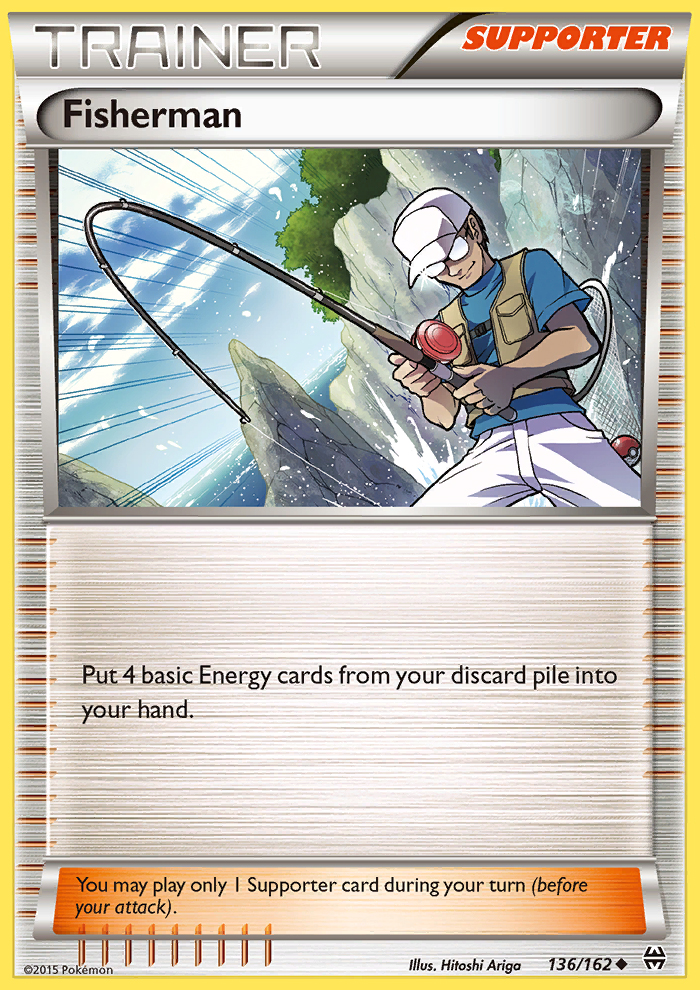 TRAINER
SUPPORTER
Fisherman
Put 4 basic Energy cards from your discard pile into
your hand.
You may play only 1 Supporter card during your turn (before
your attack).
©2015 Pokémon
Illus. Hitoshi Ariga
136/162